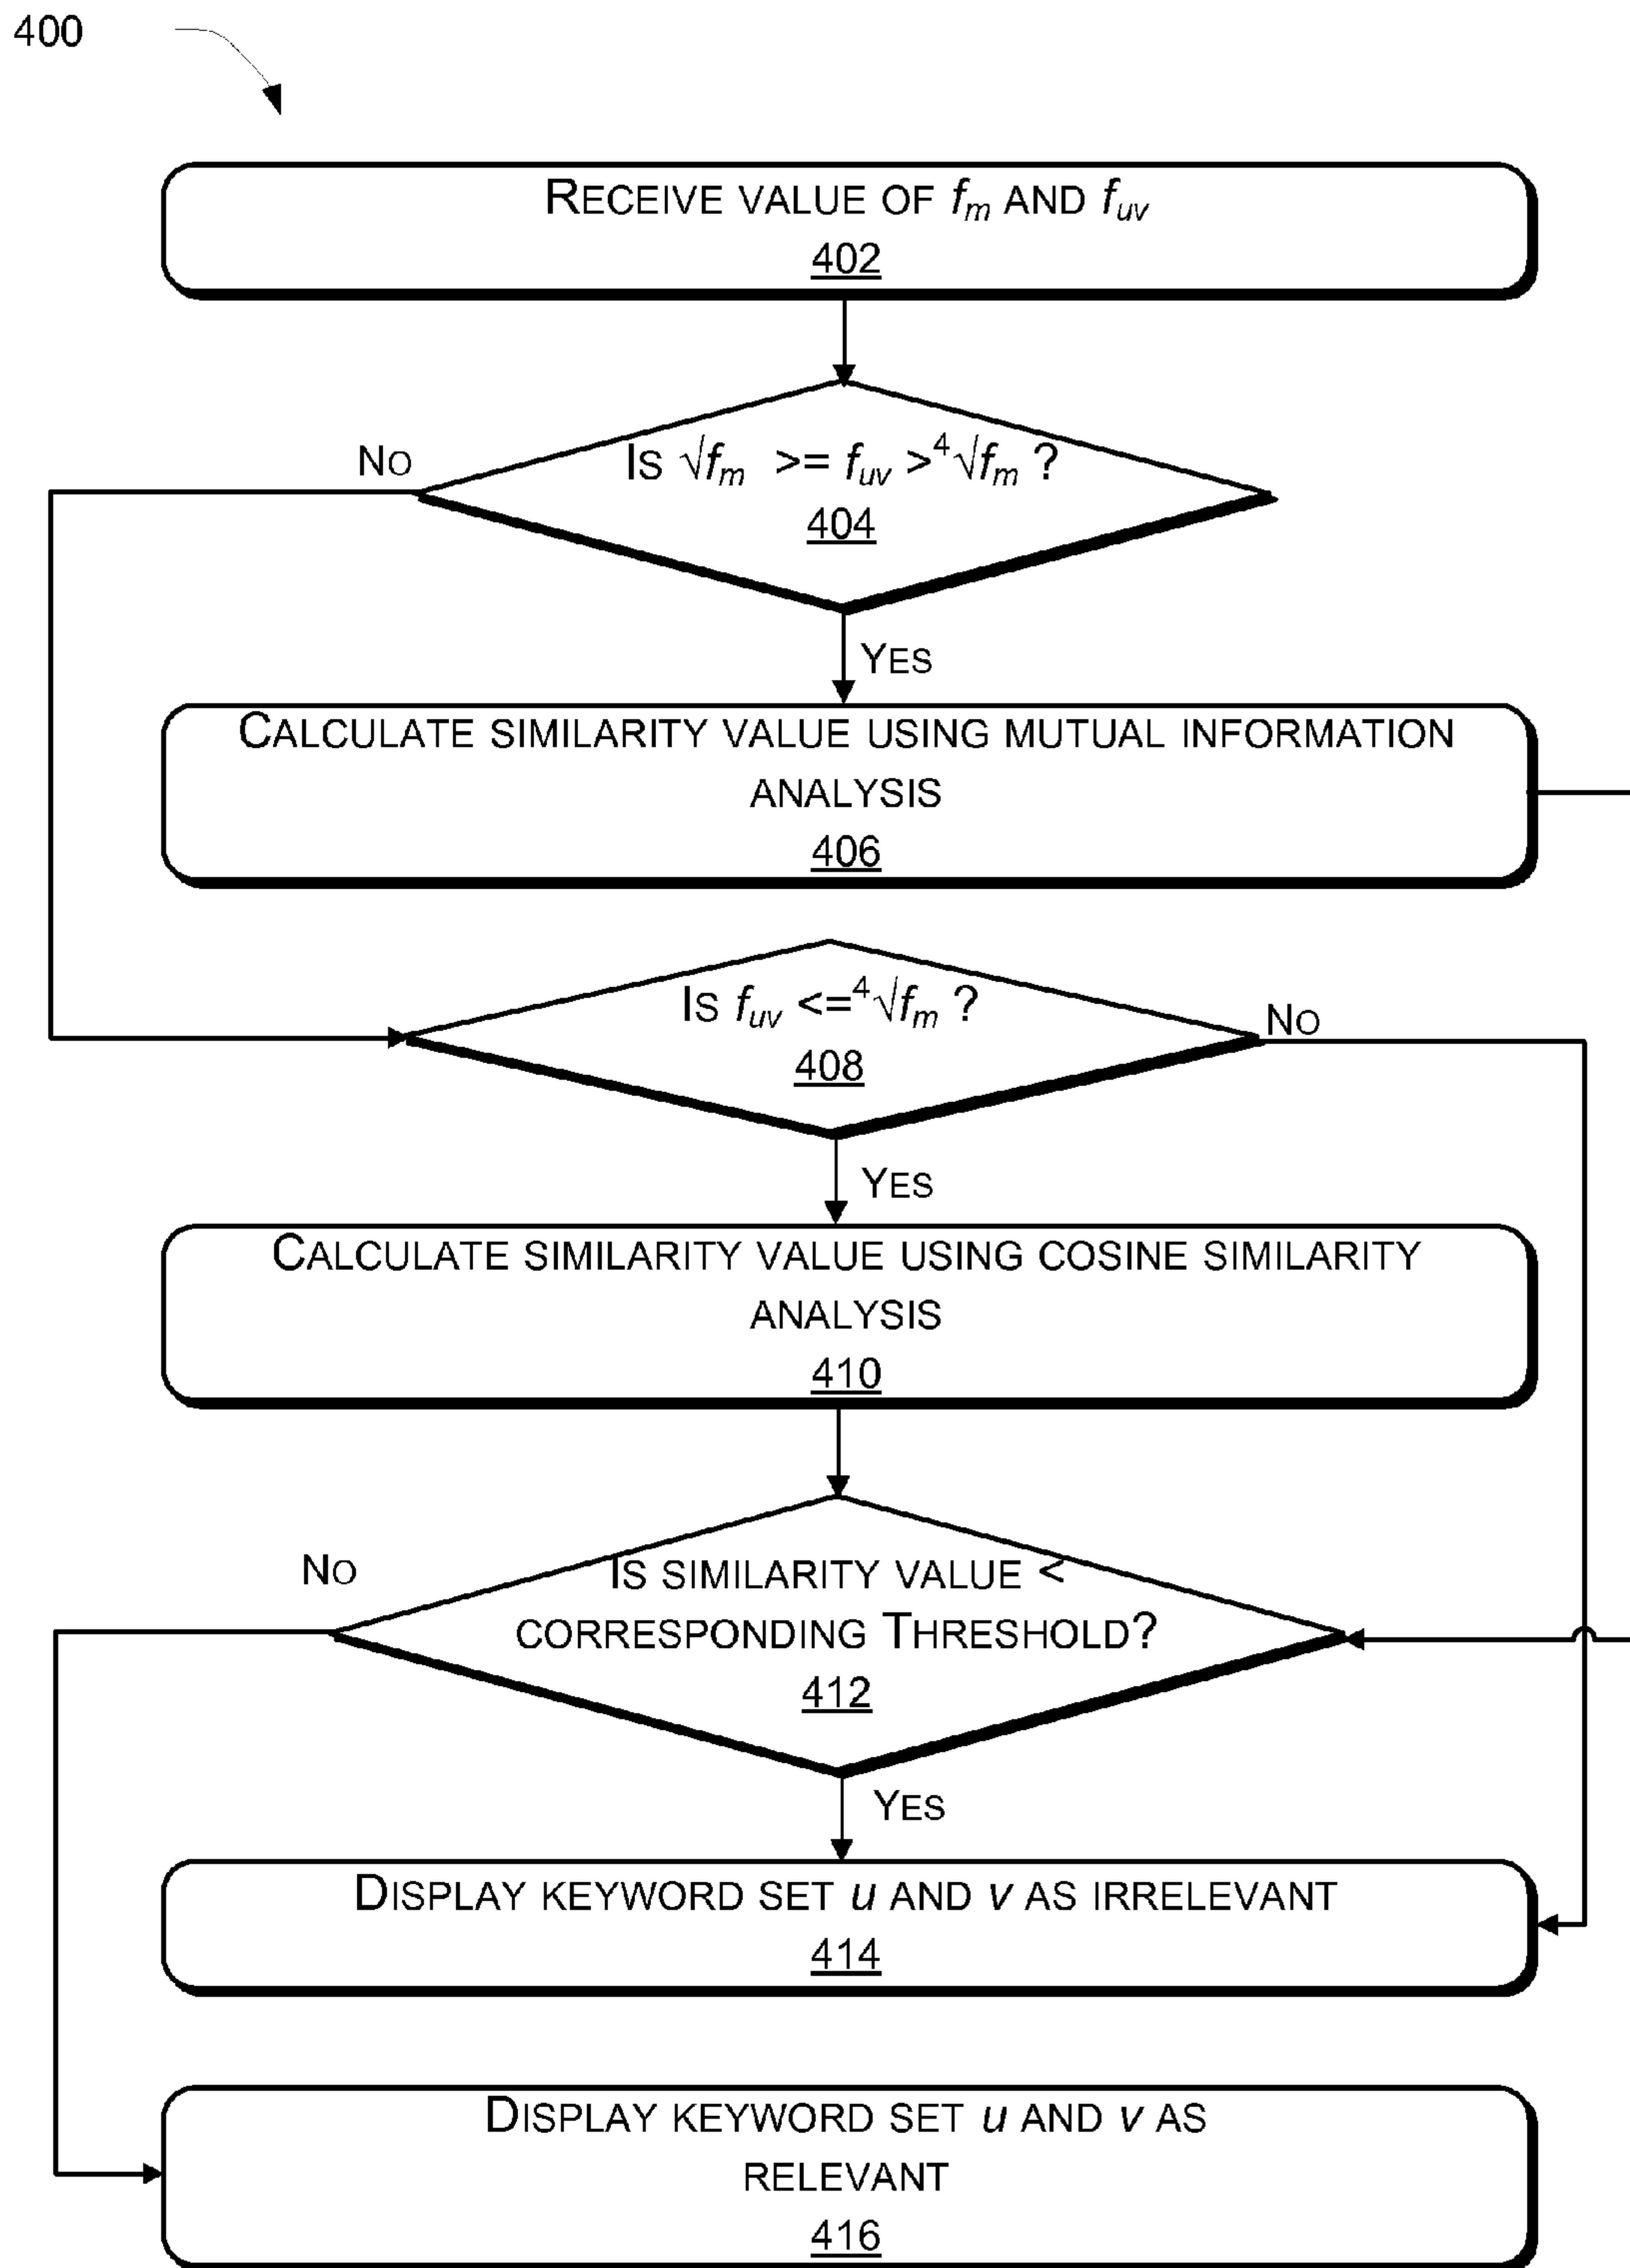 400
RECEIVE VALUE OF fm AND fuv
402
IS √fm >= fuv >4√fm ?
404
NO
YES
CALCULATE SIMILARITY VALUE USING MUTUAL INFORMATION
ANALYSIS
406
IS fuv <=4√fm ?
408
NO
YES
CALCULATE SIMILARITY VALUE USING COSINE SIMILARITY
ANALYSIS
410
NO
IS SIMILARITY VALUE <
CORRESPONDING THRESHOLD?
412
YES
DISPLAY KEYWORD SET u AND v AS IRRELEVANT
414
DISPLAY KEYWORD SET u AND v AS
RELEVANT
416